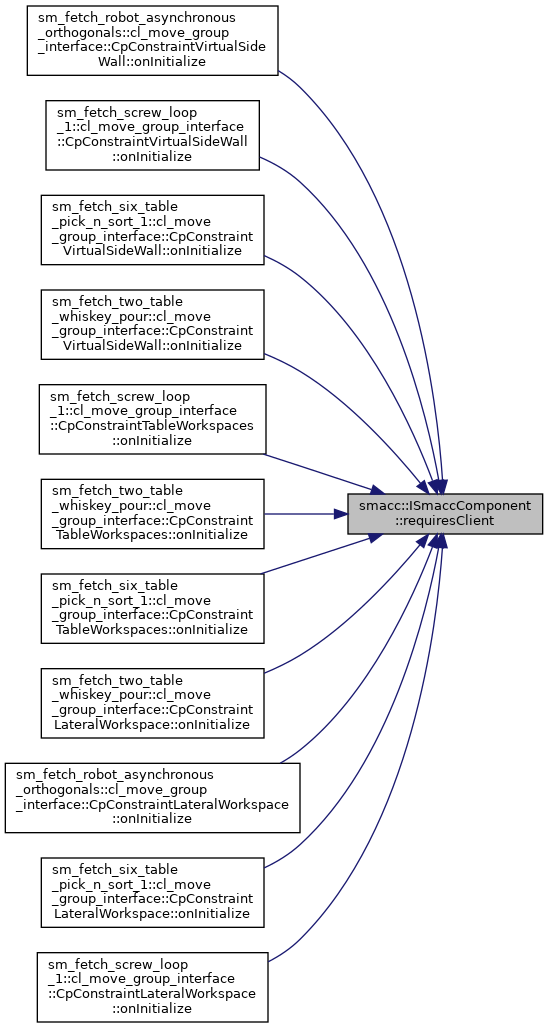 sm_fetch_robot_asynchronous
_orthogonals::cl_move_group
_interface::CpConstraintVirtualSide
Wall::onInitialize
sm_fetch_screw_loop
_1::cl_move_group_interface
::CpConstraintVirtualSideWall
::onInitialize
sm_fetch_six_table
_pick_n_sort_1::cl_move
_group_interface::CpConstraint
VirtualSideWall::onInitialize
sm_fetch_two_table
_whiskey_pour::cl_move
_group_interface::CpConstraint
VirtualSideWall::onInitialize
sm_fetch_screw_loop
_1::cl_move_group_interface
::CpConstraintTableWorkspaces
::onInitialize
sm_fetch_two_table
_whiskey_pour::cl_move
_group_interface::CpConstraint
TableWorkspaces::onInitialize
smacc::ISmaccComponent
::requiresClient
sm_fetch_six_table
_pick_n_sort_1::cl_move
_group_interface::CpConstraint
TableWorkspaces::onInitialize
sm_fetch_two_table
_whiskey_pour::cl_move
_group_interface::CpConstraint
LateralWorkspace::onInitialize
sm_fetch_robot_asynchronous
_orthogonals::cl_move_group
_interface::CpConstraintLateralWorkspace
::onInitialize
sm_fetch_six_table
_pick_n_sort_1::cl_move
_group_interface::CpConstraint
LateralWorkspace::onInitialize
sm_fetch_screw_loop
_1::cl_move_group_interface
::CpConstraintLateralWorkspace
::onInitialize